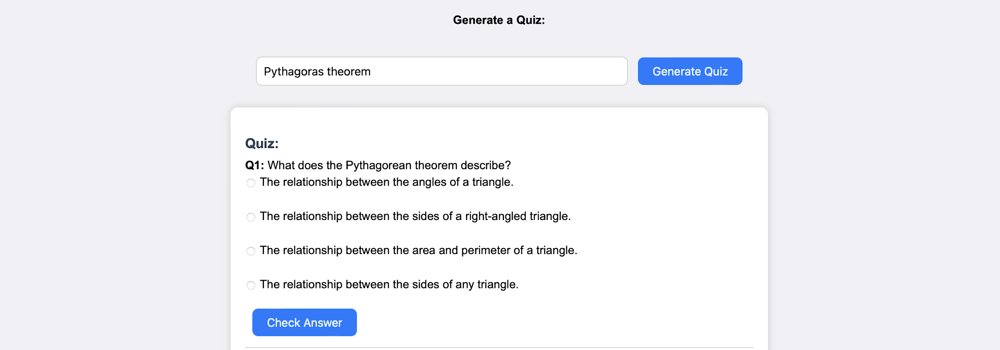 Generate a Quiz:
Pythagoras theorem
Generate Quiz
Quiz:
Q1: What does the Pythagorean theorem describe?
The relationship between the angles of a triangle.
The relationship between the sides of a right-angled triangle.
The relationship between the area and perimeter of a triangle.
The relationship between the sides of any triangle.
Check Answer